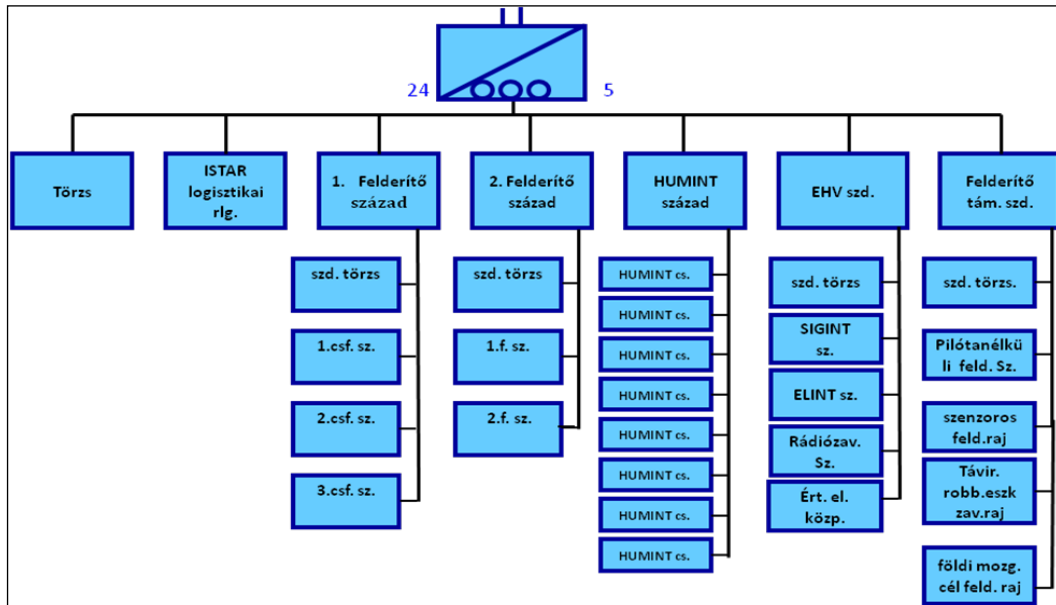 24
5
Törzs
ISTAR
logisztikai
rlg.
1. Felderítő
század
2. Felderítő
század
HUMINT
század
EHV szd.
Felderítő
tám. szd.
szd. törzs
1.csf. sz.
2.csf. sz.
3.csf. sz.
szd. törzs
1.f. sz.
2.f. sz.
HUMINT cs.
HUMINT cs.
HUMINT cs.
HUMINT cs.
HUMINT cs.
HUMINT cs.
HUMINT cs.
HUMINT cs.
szd. törzs
SIGINT
sz.
ELINT sz.
Rádiózav.
Sz.
Ért. el.
közp.
szd. törzs.
Pilótanélkü
li feld. Sz.
szenzoros
feld.raj
Távir.
robb.eszk
zav.raj
földi mozg.
cél feld. raj